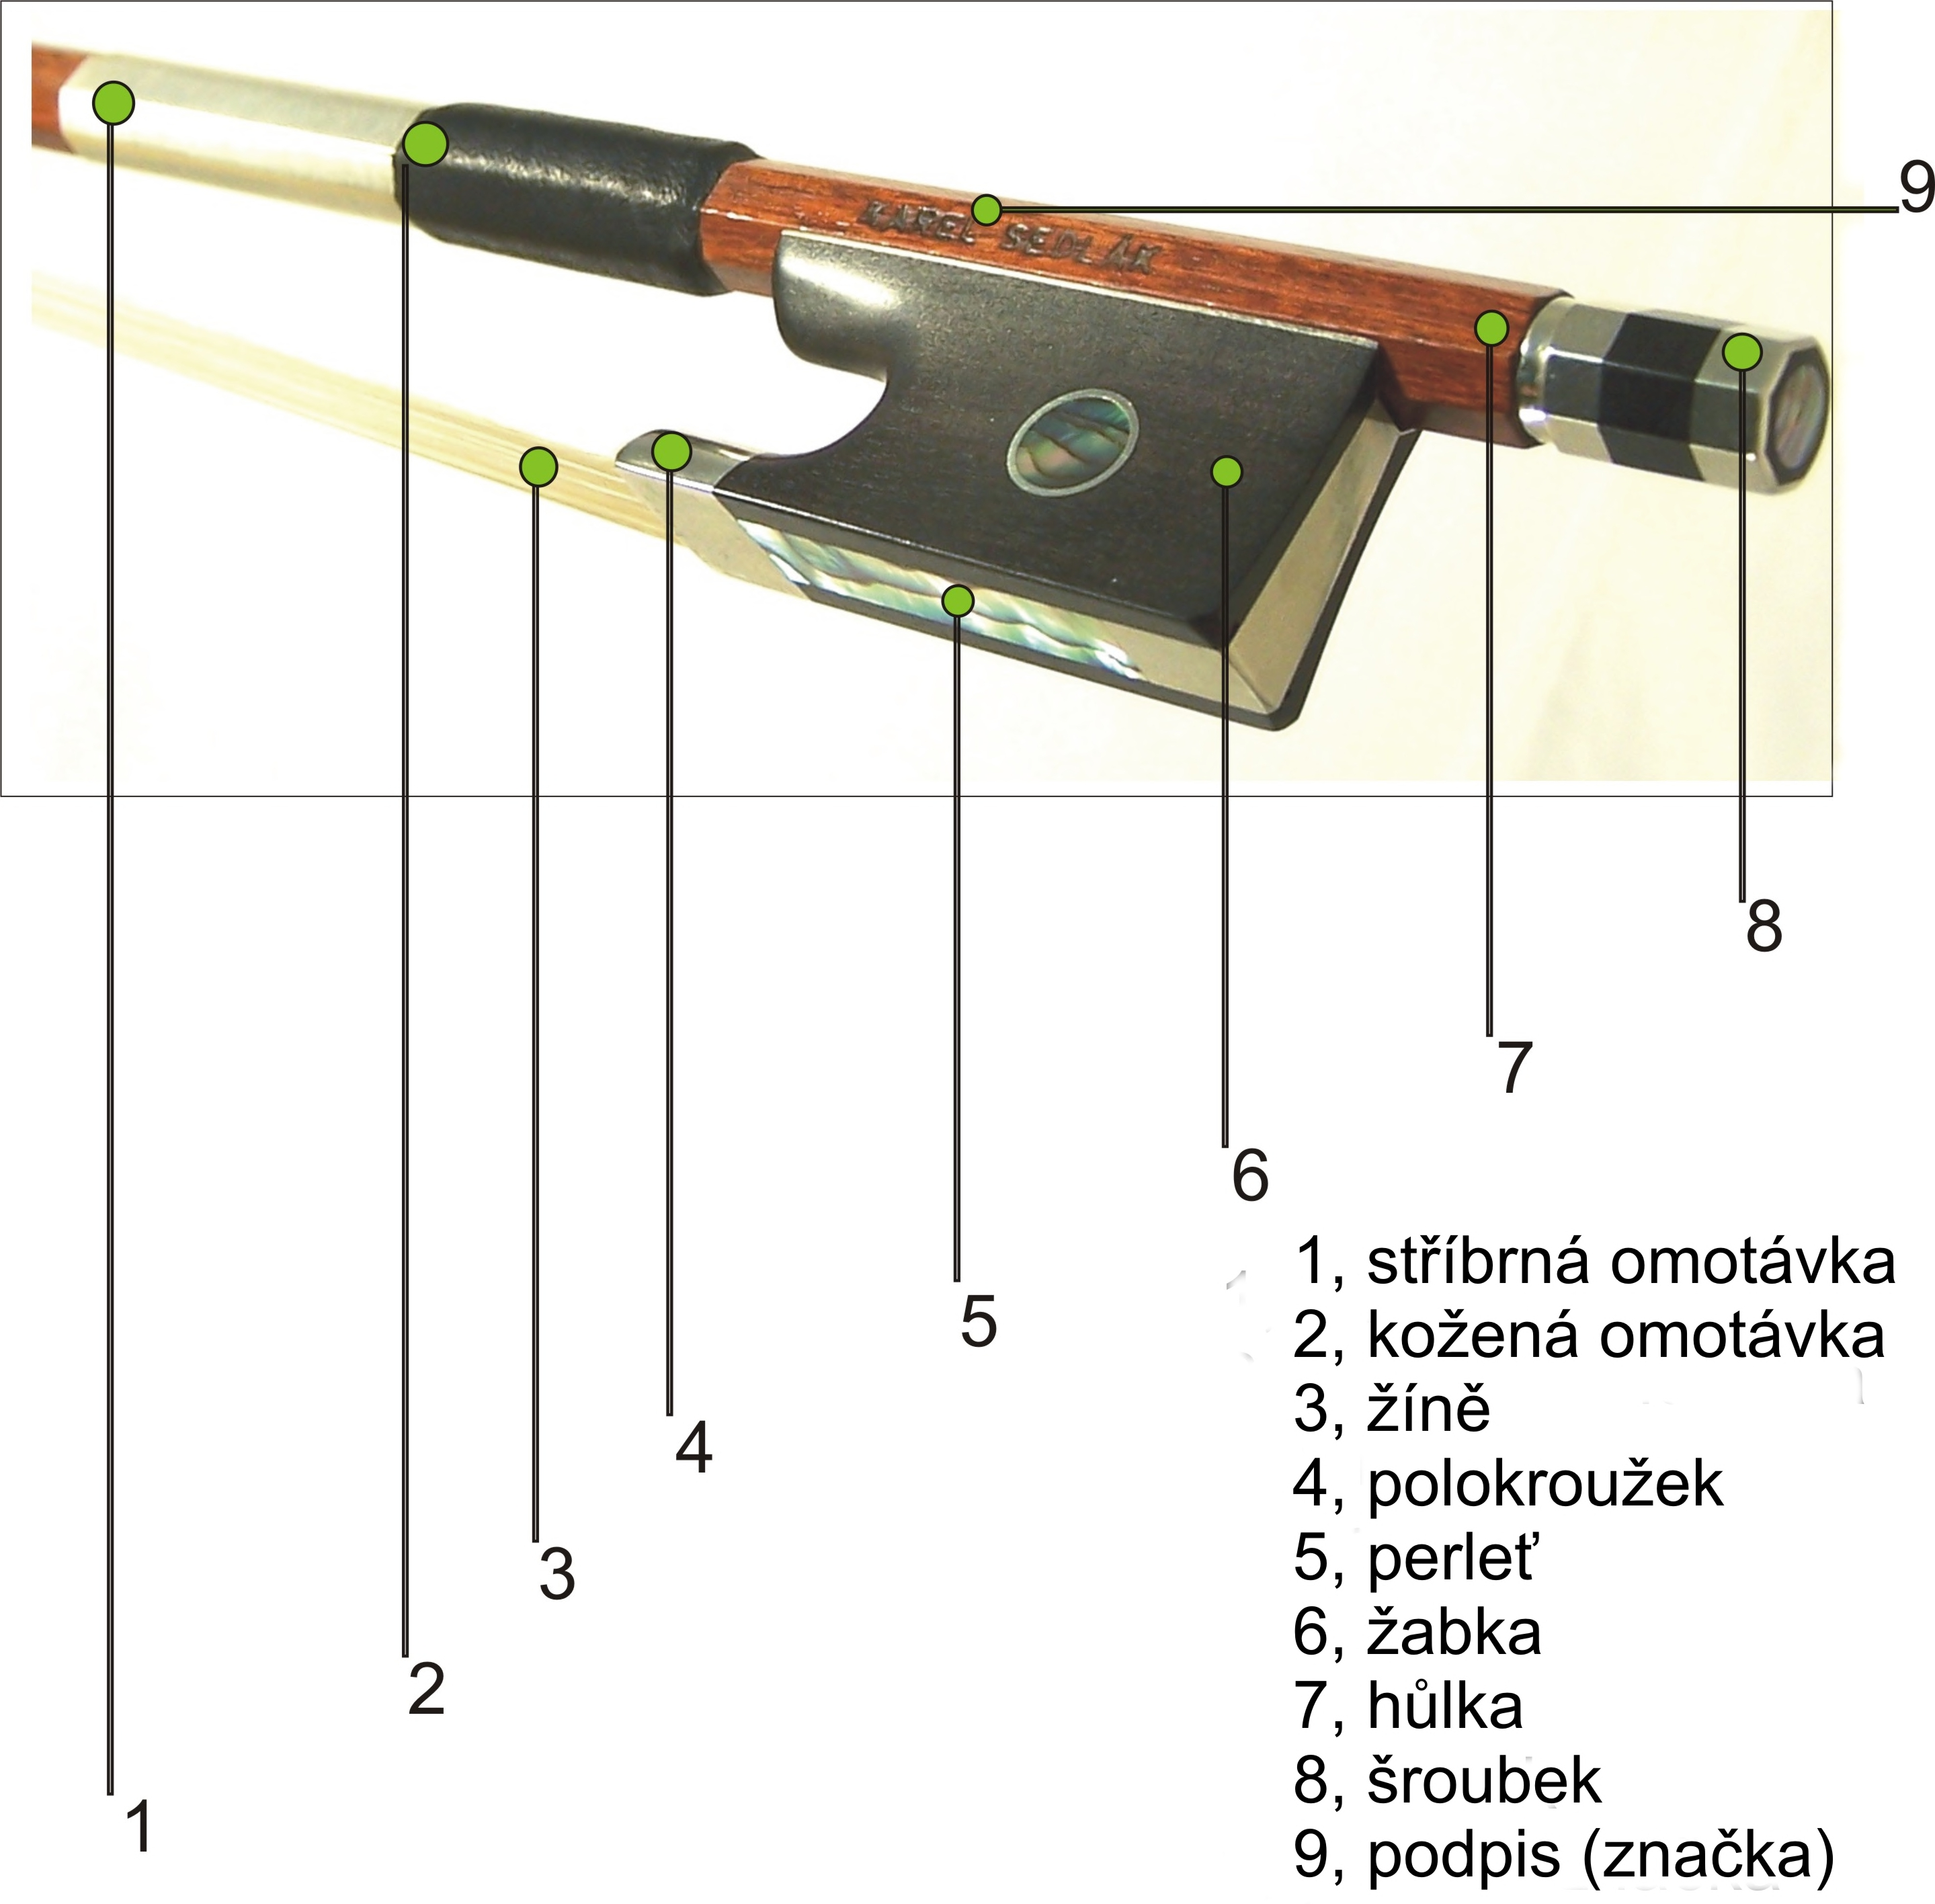 KAREL SEDLÁK
9
8
7
6
5
4
3
2
1
1, stříbrná omotávka
2, kožená omotávka
3, žíně
4, polokroužek
5, perleť
6, žabka
7, hůlka
8, šroubek
9, podpis (značka)